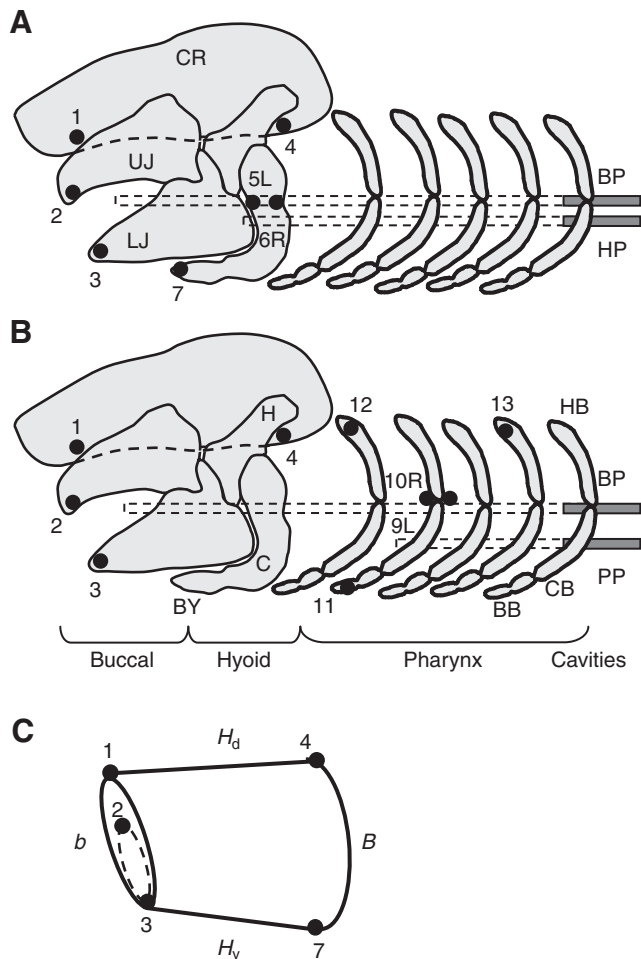 A
CR
1
4
UJ
BP
5L
2
LJ
6R
HP
3
7
B
12
13
H
HB
1
4
10R
BP
2
9L
3
C
CB
PP
BY
11
BB
Buccal Hyoid Pharynx Cavities
C
Hd
1
4
2
b
B
3
7
Hv